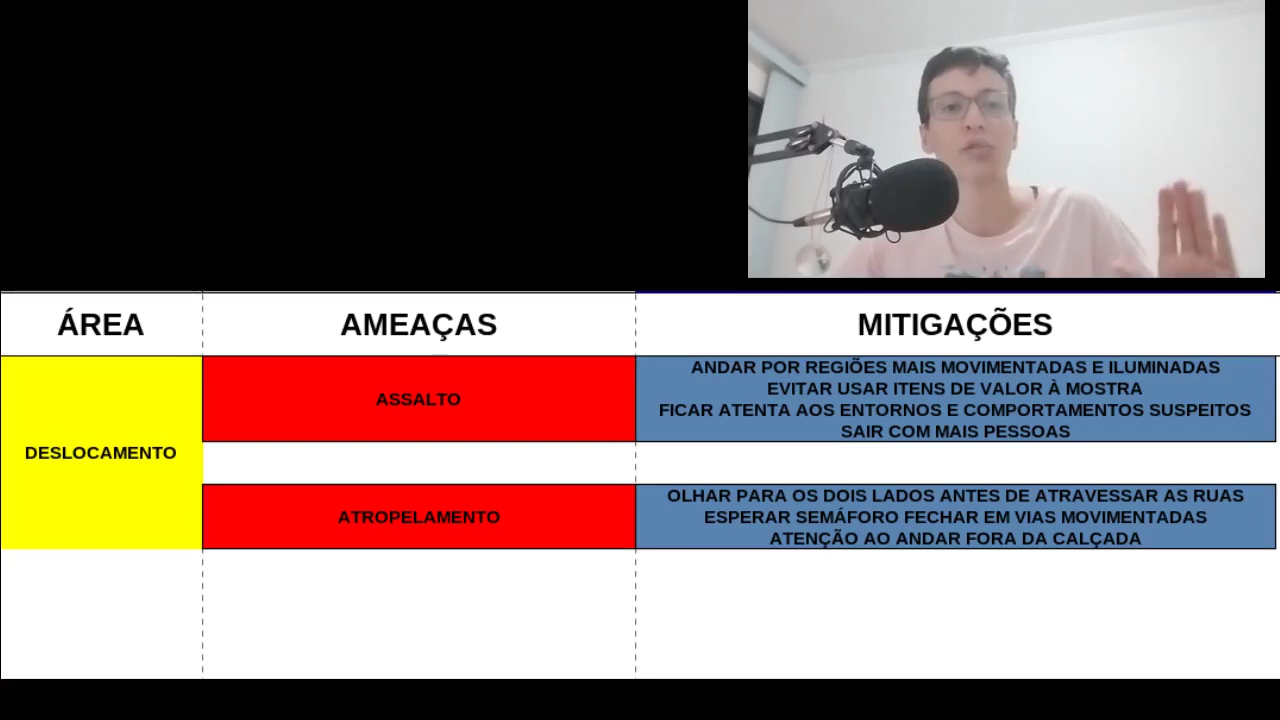 ÁREA
AMEAÇAS
MITIGAÇÕES
DESLOCAMENTO
ASSALTO
ANDAR POR REGIÕES MAIS MOVIMENTADAS E ILUMINADAS
EVITAR USAR ITENS DE VALOR À MOSTRA
FICAR ATENTA AOS ENTORNOS E COMPORTAMENTOS SUSPEITOS
SAIR COM MAIS PESSOAS
ATROPELAMENTO
OLHAR PARA OS DOIS LADOS ANTES DE ATRAVESSAR AS RUAS
ESPERAR SEMÁFORO FECHAR EM VIAS MOVIMENTADAS
ATENÇÃO AO ANDAR FORA DA CALÇADA